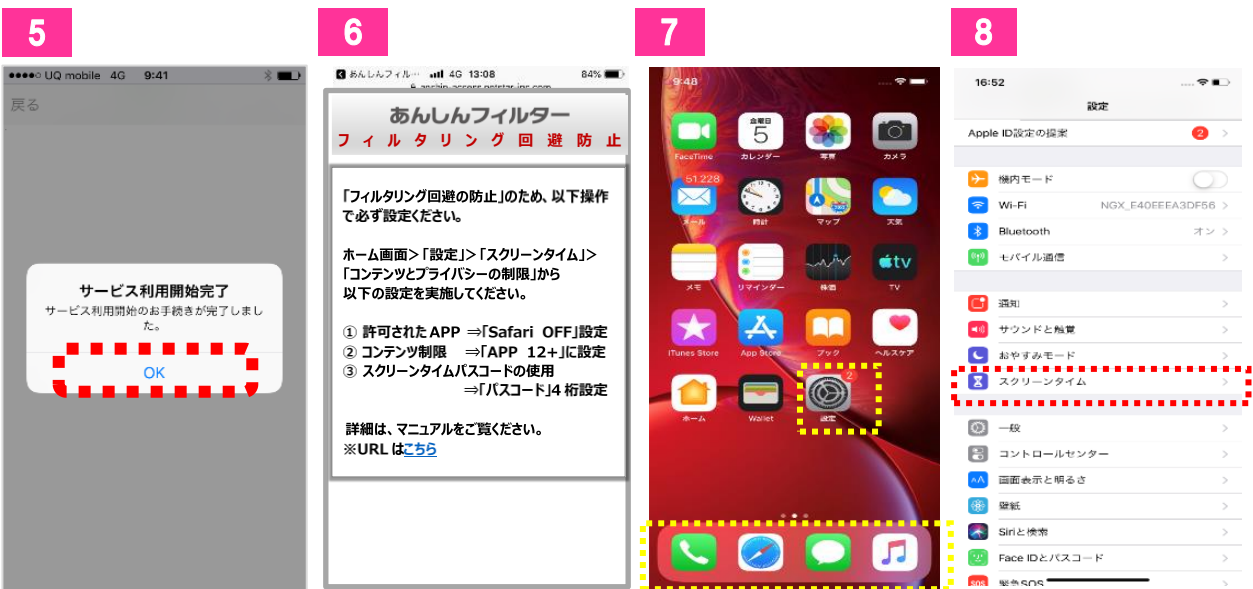 5
●●●●○ UQ mobile 4G 9:41
戻る
サービス利用開始完了
サービス利用開始のお手続きが完了しまし
た。
OK
6
あんしんフィル… 4G 13:08 84%
anshin-access.netstar-inc.com
あんしんフィルター
フィルタリング回避防止
「フィルタリング回避の防止」のため、以下操作
で必ず設定ください。
ホーム画面>「設定」>「スクリーンタイム」>
「コンテンツとプライバシーの制限」から
以下の設定を実施してください。
① 許可された APP ⇒「Safari OFF」設定
② コンテンツ制限 ⇒「APP 12+」に設定
③ スクリーンタイムパスコードの使用
⇒「パスコード」4 桁設定
詳細は、マニュアルをご覧ください。
※URL はこちら
7
9:48
金曜日
5
FaceTime カレンダー 写真 カメラ
51,228
メール 時計 マップ 天気
tv
メモ リマインダー 株価 TV
iTunes Store App Store ブック ヘルスケア
2
ホーム Wallet 設定
8
16:52
設定
Apple ID設定の提案 2
機内モード
Wi-Fi NGX_E40EEEA3DF56
Bluetooth オン
モバイル通信
通知
サウンドと触覚
おやすみモード
スクリーンタイム
一般
コントロールセンター
AA 画面表示と明るさ
壁紙
Siriと検索
Face IDとパスコード
SOS 緊急SOS